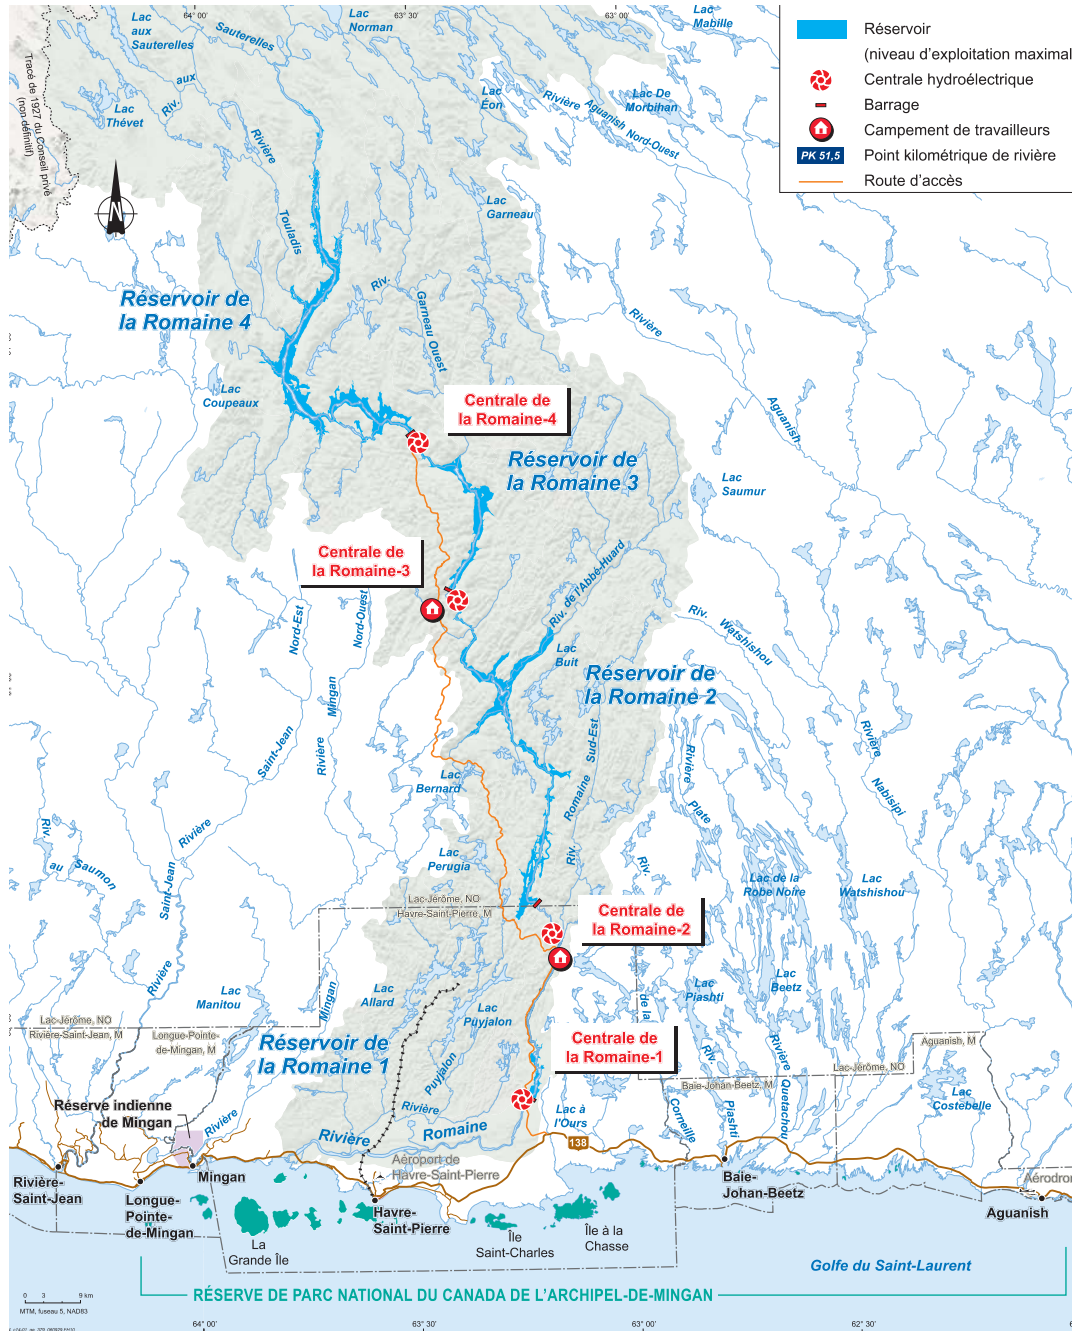 64° 00'
63° 30'
63° 00'
Lac
aux
Sauterelles
Sauterelles
Lac
Norman
Lac
Mabille
Réservoir
(niveau d'exploitation maximal
Centrale hydroélectrique
Barrage
Campement de travailleurs
PK 51,5
Point kilométrique de rivière
Route d'accès
Tracé de 1927 du Conseil privé
(non définitif)
Lac
Thévet
Riv.
aux
Rivière
Touladis
Lac
Éon
Rivière
Aguanish
Nord-Ouest
Lac De
Morbihan
N
Lac
Garneau
Réservoir de
la Romaine 4
Riv.
Garneau Ouest
Rivière
Aguanish
Lac
Coupeaux
Centrale de
la Romaine-4
Réservoir de
la Romaine 3
Lac
Saumur
Centrale de
la Romaine-3
Riv. de l'Abbé-Huard
Nord-Est
Nord-Ouest
Lac
Buit
Riv.
Watshishou
Réservoir de
la Romaine 2
Mingan
Rivière
Saint-Jean
Rivière
Sud-Est
Romaine
Riv.
Rivière
Plate
Rivière
Nabisipi
Lac
Bernard
Riv.
au
Saumon
Rivière
Saint-Jean
Rivière
Lac
Perugia
Riv.
de la
Corneille
Lac de la
Robe Noire
Lac
Watshishou
Lac-Jérôme, NO
Havre-Saint-Pierre, M
Centrale de
la Romaine-2
Lac
Manitou
Mingan
Rivière
Lac
Allard
Lac
Puyjalon
Lac
Piashti
Lac
Beetz
Lac-Jérôme, NO
Rivière-Saint-Jean, M
Longue-Pointe-
de-Mingan, M
Réservoir de
la Romaine 1
Puyjalon
Rivière
Centrale de
la Romaine-1
Riv.
Piashti
Rivière
Quetachou
Aguanish, M
Lac-Jérôme, NO
Baie-Johan-Beetz, M
Lac
Costebelle
Réserve indienne
de Mingan
Rivière
Romaine
Lac à
l'Ours
138
Aéroport de
Havre-Saint-Pierre
Rivière-
Saint-Jean
Longue-
Pointe-
de-Mingan
Mingan
Havre-
Saint-Pierre
Baie-
Johan-Beetz
Aérodrom
Aguanish
La
Grande Île
Île
Saint-Charles
Île à la
Chasse
Golfe du Saint-Laurent
RÉSERVE DE PARC NATIONAL DU CANADA DE L'ARCHIPEL-DE-MINGAN
0 3 9 km
MTM, fuseau 5, NAD83
64° 00'
63° 30'
63° 00'
62° 30'